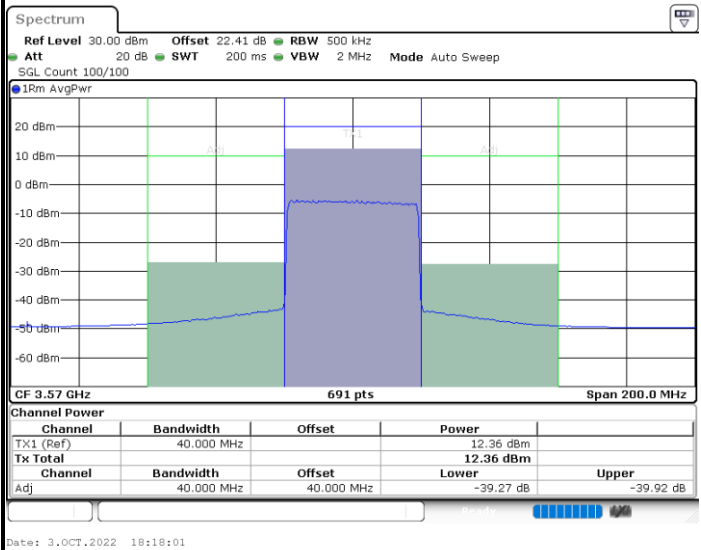 Spectrum
Ref Level 30.00 dBm Offset 22.41 dB RBW 500 kHz
Att 20 dB SWT 200 ms VBW 2 MHz Mode Auto Sweep
SGL Count 100/100
1Rm AvgPwr
20 dBm
TX1
10 dBm Adj Adj
0 dBm
-10 dBm
-20 dBm
-30 dBm
-40 dBm
-50 dBm
-60 dBm
CF 3.57 GHz 691 pts Span 200.0 MHz
Channel Power
Channel Bandwidth Offset Power
TX1 (Ref) 40.000 MHz 12.36 dBm
Tx Total 12.36 dBm
Channel Bandwidth Offset Lower Upper
Adj 40.000 MHz 40.000 MHz -39.27 dB -39.92 dB
Ready
Date: 3.OCT.2022 18:18:01